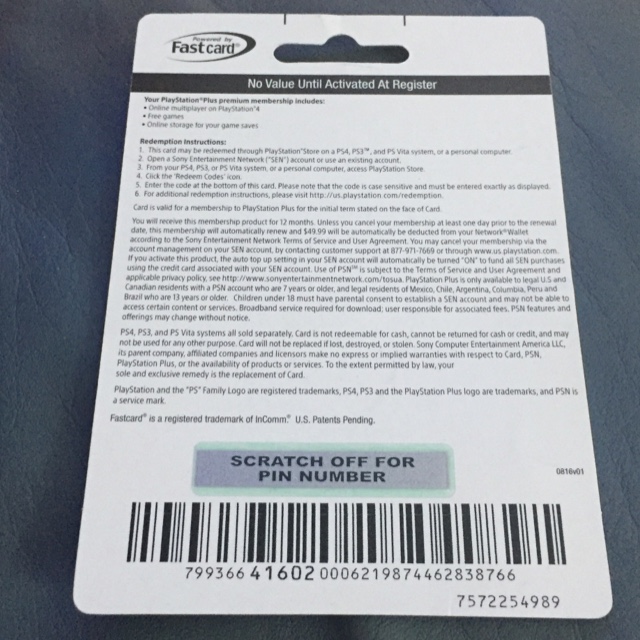 Powered by
Fastcard®
No Value Until Activated At Register
Your PlayStation®Plus premium membership includes:
• Online multiplayer on PlayStation®4
• Free games
• Online storage for your game saves
Redemption Instructions:
1. This card may be redeemed through PlayStation®Store on a PS4, PS3™, and PS Vita system, or a personal computer.
2. Open a Sony Entertainment Network ("SEN") account or use an existing account.
3. From your PS4, PS3, or PS Vita system, or a personal computer, access PlayStation Store.
4. Click the 'Redeem Codes' icon.
5. Enter the code at the bottom of this card. Please note that the code is case sensitive and must be entered exactly as displayed.
6. For additional redemption instructions, please visit http://us.playstation.com/redemption.
Card is valid for a membership to PlayStation Plus for the initial term stated on the face of Card.
You will receive this membership product for 12 months. Unless you cancel your membership at least one day prior to the renewal
date, this membership will automatically renew and $49.99 will be automatically deducted from your Network®Wallet
according to the Sony Entertainment Network Terms of Service and User Agreement. You may cancel your membership via the
account management on your SEN account, by contacting customer support at 877-971-7669 or through www.us.playstation.com.
If you activate this product, the auto top up setting in your SEN account will automatically be turned "ON" to fund all SEN purchases
using the credit card associated with your SEN account. Use of PSN℠ is subject to the Terms of Service and User Agreement and
applicable privacy policy, see http://www.sonyentertainmentnetwork.com/tosua. PlayStation Plus is only available to legal U.S and
Canadian residents with a PSN account who are 7 years or older, and legal residents of Mexico, Chile, Argentina, Columbia, Peru and
Brazil who are 13 years or older. Children under 18 must have parental consent to establish a SEN account and may not be able to
access certain content or services. Broadband service required for download; user responsible for associated fees. PSN features and
offerings may change without notice.
PS4, PS3, and PS Vita systems all sold separately. Card is not redeemable for cash, cannot be returned for cash or credit, and may
not be used for any other purpose. Card will not be replaced if lost, destroyed, or stolen. Sony Computer Entertainment America LLC,
its parent company, affiliated companies and licensors make no express or implied warranties with respect to Card, PSN,
PlayStation Plus, or the availability of products or services. To the extent permitted by law, your
sole and exclusive remedy is the replacement of Card.
PlayStation and the "PS" Family Logo are registered trademarks, PS4, PS3 and the PlayStation Plus logo are trademarks, and PSN is
a service mark.
Fastcard® is a registered trademark of InComm.® U.S. Patents Pending.
SCRATCH OFF FOR
PIN NUMBER
0816v01
799366 41602 0006219874462838766
7572254989